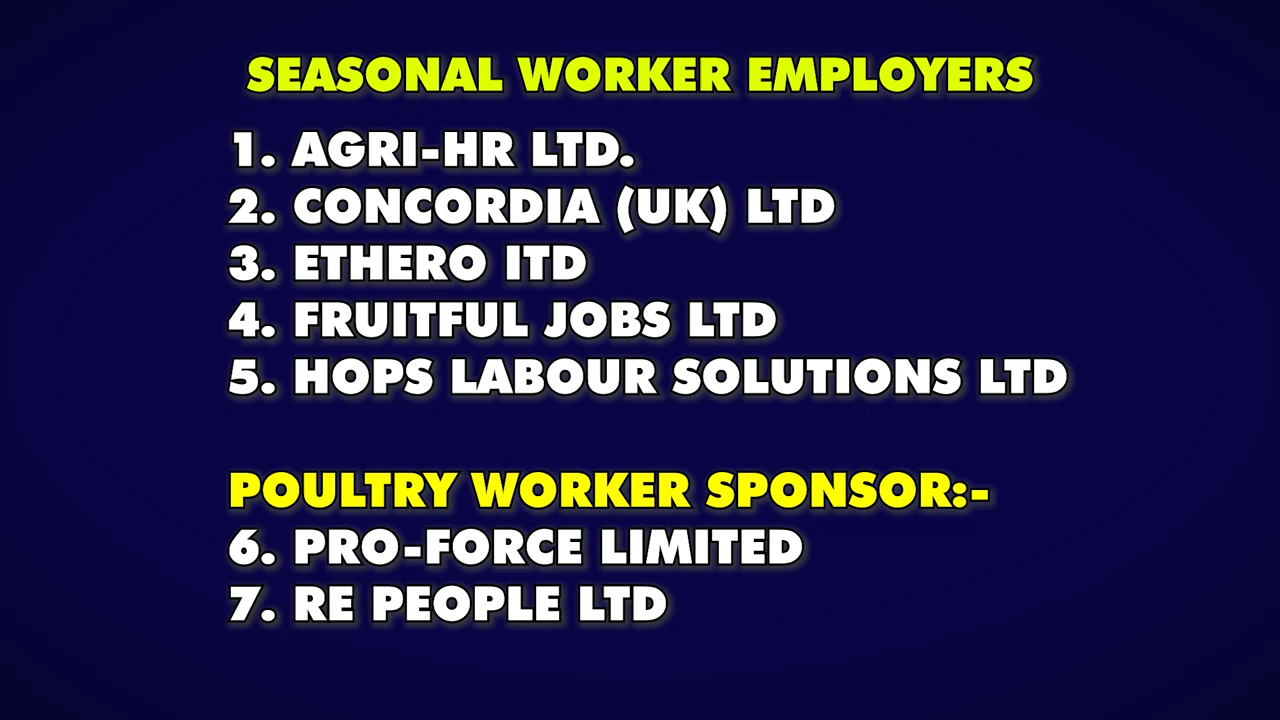 SEASONAL WORKER EMPLOYERS
1. AGRI-HR LTD.
2. CONCORDIA (UK) LTD
3. ETHERO ITD
4. FRUITFUL JOBS LTD
5. HOPS LABOUR SOLUTIONS LTD
POULTRY WORKER SPONSOR:-
6. PRO-FORCE LIMITED
7. RE PEOPLE LTD